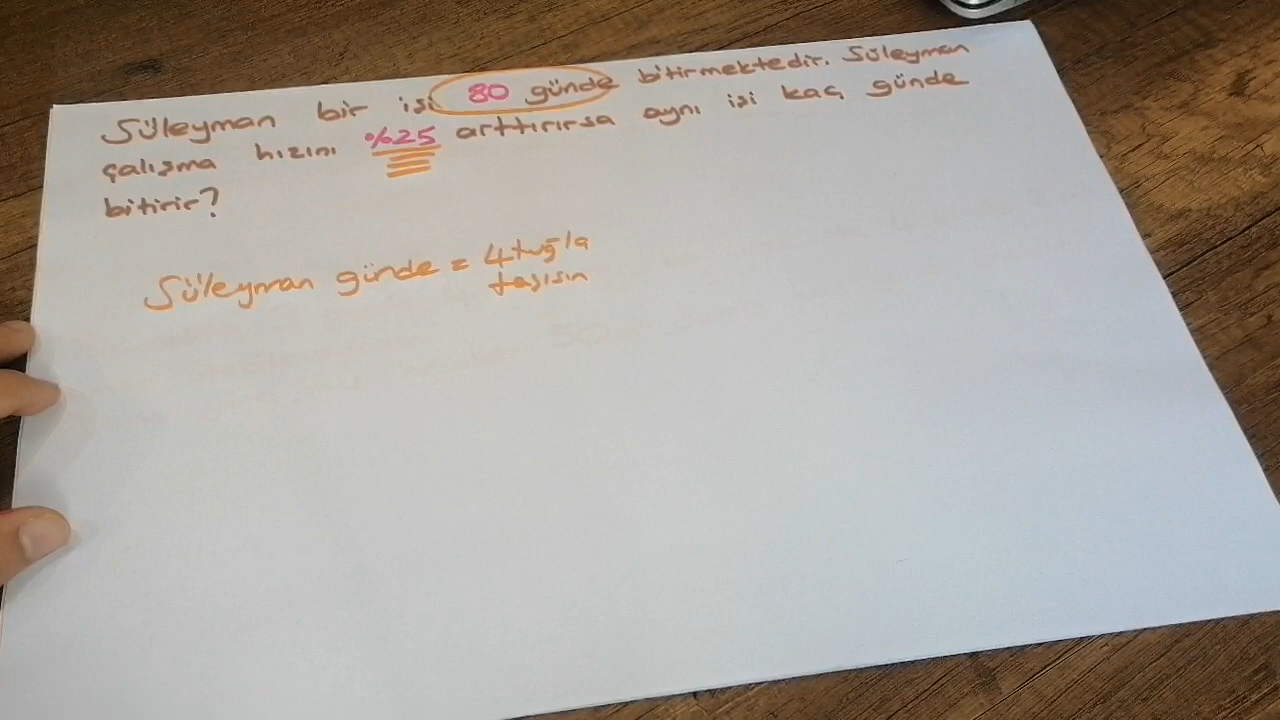 Süleyman bir işi 80 günde bitirmektedir. Süleyman
çalışma hızını %25 arttırırsa aynı işi kaç günde
bitirir?
Süleyman günde = 4 tuğla
taşısın